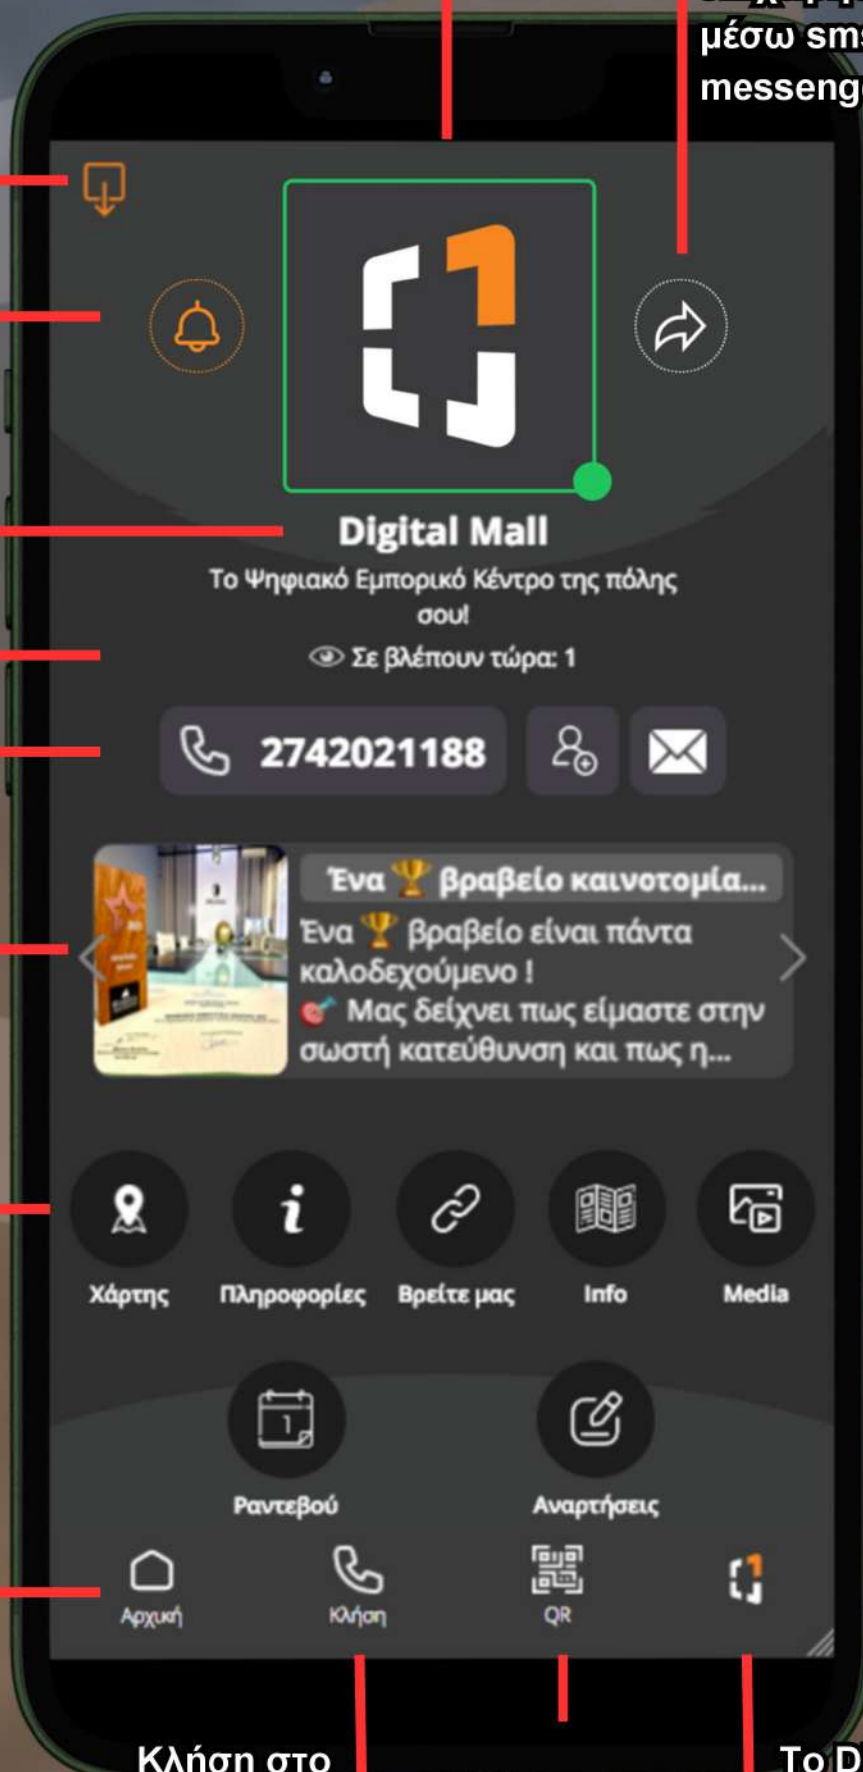 μέσω sms
Digital Mall
Το Ψηφιακό Εμπορικό Κέντρο της πόλης
σου!
Σε βλέπουν τώρα: 1
2742021188
Ένα 🏆 βραβείο καινοτομία...
Ένα 🏆 βραβείο είναι πάντα
καλοδεχούμενο !
🎯 Μας δείχνει πως είμαστε στην
σωστή κατεύθυνση και πως η...
Χάρτης Πληροφορίες Βρείτε μας Info Media
Ραντεβού Αναρτήσεις
Αρχική Κλήση QR
Κλήση στο
Το